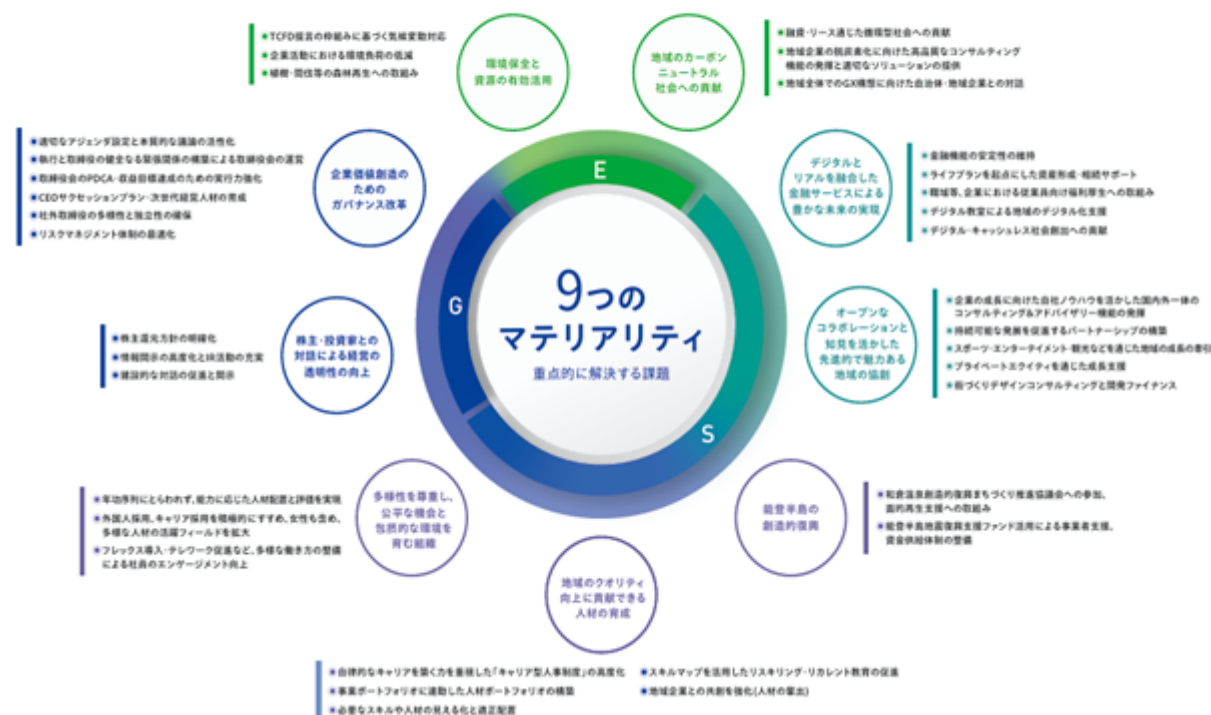 9つの
マテリアリティ
重点的に解決する課題
E
S
G
環境保全と
資源の有効活用
●TCFD提言の枠組みに基づく気候変動対応
●企業活動における環境負荷の低減
●植樹・間伐等の森林再生への取組み
地域のカーボン
ニュートラル
社会への貢献
●融資・リース通じた循環型社会への貢献
●地域企業の脱炭素化に向けた高品質なコンサルティング
機能の発揮と適切なソリューションの提供
●地域全体でのGX構想に向けた自治体・地域企業との対話
デジタルと
リアルを融合した
金融サービスによる
豊かな未来の実現
●金融機能の安定性の維持
●ライフプランを起点にした資産形成・相続サポート
●職域等、企業における従業員向け福利厚生への取組み
●デジタル教室による地域のデジタル化支援
●デジタル・キャッシュレス社会創出への貢献
オープンな
コラボレーションと
知見を活かした
先進的で魅力ある
地域の協創
●企業の成長に向けた自社ノウハウを活かした国内外一体の
コンサルティング&アドバイザリー機能の発揮
●持続可能な発展を促進するパートナーシップの構築
●スポーツ・エンターテイメント・観光などを通じた地域の成長の牽引
●プライベートエクイティを通じた成長支援
●街づくりデザインコンサルティングと開発ファイナンス
能登半島の
創造的復興
●和倉温泉創造的復興まちづくり推進協議会への参加、
面的再生支援への取組み
●能登半島地震復興支援ファンド活用による事業者支援、
資金供給体制の整備
地域のクオリティ
向上に貢献できる
人材の育成
●自律的なキャリアを築く力を重視した「キャリア型人事制度」の高度化
●事業ポートフォリオに連動した人材ポートフォリオの構築
●必要なスキルや人材の見える化と適正配置
●スキルマップを活用したリスキリング・リカレント教育の促進
●地域企業との共創を強化(人材の輩出)
多様性を尊重し、
公平な機会と
包摂的な環境を
育む組織
●年功序列にとらわれず、能力に応じた人材配置と評価を実現
●外国人採用、キャリア採用を積極的にすすめ、女性も含め、
多様な人材の活躍フィールドを拡大
●フレックス導入・テレワーク促進など、多様な働き方の整備
による社員のエンゲージメント向上
株主・投資家との
対話による経営の
透明性の向上
●株主還元方針の明確化
●情報開示の高度化とIR活動の充実
●建設的な対話の促進と開示
企業価値創造の
ための
ガバナンス改革
●適切なアジェンダ設定と本質的な議論の活性化
●執行と取締役の健全なる緊張関係の構築による取締役会の運営
●取締役会のPDCA・収益目標達成のための実行力強化
●CEOサクセッションプラン・次世代経営人材の育成
●社外取締役の多様性と独立性の確保
●リスクマネジメント体制の最適化